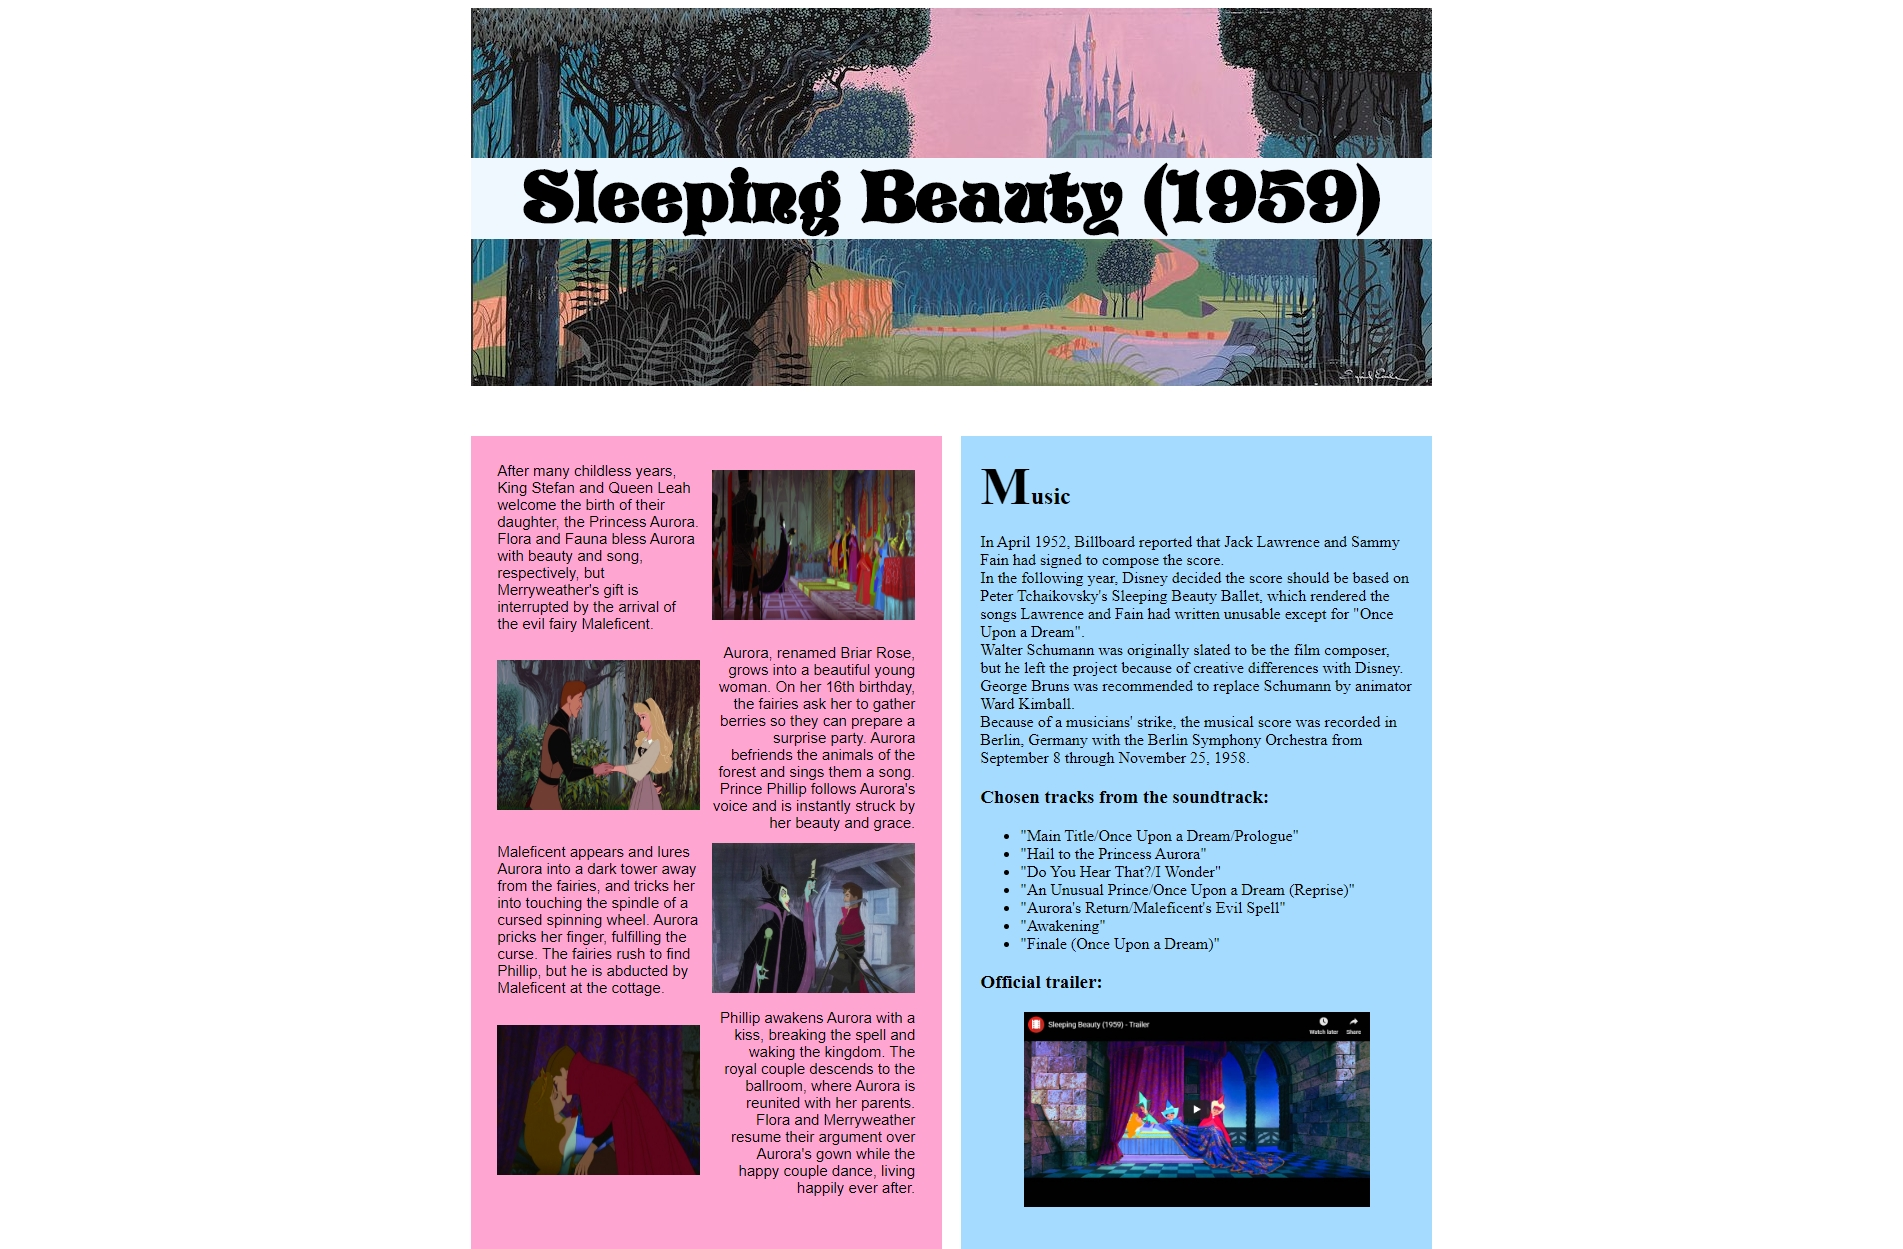 Sleeping Beauty (1959)
After many childless years,
King Stefan and Queen Leah
welcome the birth of their
daughter, the Princess Aurora.
Flora and Fauna bless Aurora
with beauty and song,
respectively, but
Merryweather's gift is
interrupted by the arrival of
the evil fairy Maleficent.
Aurora, renamed Briar Rose,
grows into a beautiful young
woman. On her 16th birthday,
the fairies ask her to gather
berries so they can prepare a
surprise party. Aurora
befriends the animals of the
forest and sings them a song.
Prince Phillip follows Aurora's
voice and is instantly struck by
her beauty and grace.
Maleficent appears and lures
Aurora into a dark tower away
from the fairies, and tricks her
into touching the spindle of a
cursed spinning wheel. Aurora
pricks her finger, fulfilling the
curse. The fairies rush to find
Phillip, but he is abducted by
Maleficent at the cottage.
Phillip awakens Aurora with a
kiss, breaking the spell and
waking the kingdom. The
royal couple descends to the
ballroom, where Aurora is
reunited with her parents.
Flora and Merryweather
resume their argument over
Aurora's gown while the
happy couple dance, living
happily ever after.
Music
In April 1952, Billboard reported that Jack Lawrence and Sammy
Fain had signed to compose the score.
In the following year, Disney decided the score should be based on
Peter Tchaikovsky's Sleeping Beauty Ballet, which rendered the
songs Lawrence and Fain had written unusable except for "Once
Upon a Dream".
Walter Schumann was originally slated to be the film composer,
but he left the project because of creative differences with Disney.
George Bruns was recommended to replace Schumann by animator
Ward Kimball.
Because of a musicians' strike, the musical score was recorded in
Berlin, Germany with the Berlin Symphony Orchestra from
September 8 through November 25, 1958.
Chosen tracks from the soundtrack:
• "Main Title/Once Upon a Dream/Prologue"
• "Hail to the Princess Aurora"
• "Do You Hear That?/I Wonder"
• "An Unusual Prince/Once Upon a Dream (Reprise)"
• "Aurora's Return/Maleficent's Evil Spell"
• "Awakening"
• "Finale (Once Upon a Dream)"
Official trailer:
Sleeping Beauty (1959) - Trailer
Watch later
Share